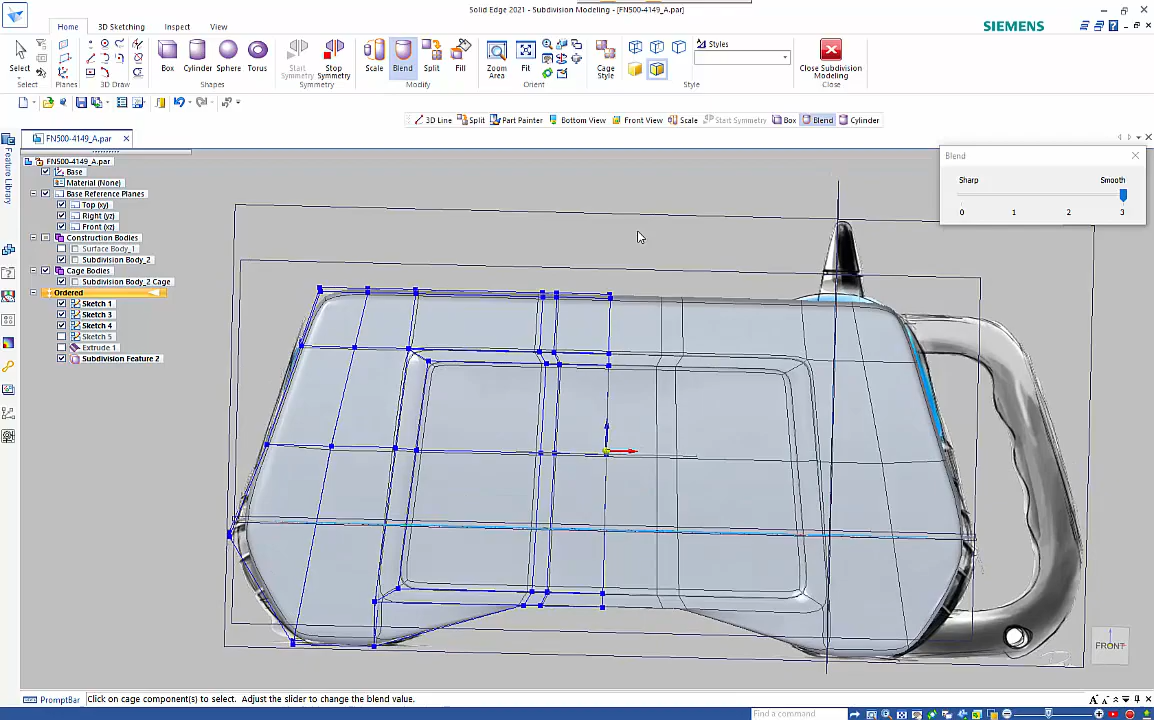 Solid Edge 2021 - Subdivision Modeling - [FN500-4149_A.par]
Home 3D Sketching Inspect View
SIEMENS
Select
Box Cylinder Sphere Torus
Start Symmetry
Stop Symmetry
Scale Blend Split Fill
Zoom Area
Fit
Cage Style
Styles
Close Subdivision Modeling
Select Planes 3D Draw Shapes Symmetry Modify Orient Style Close
3D Line Split Part Painter Bottom View Front View Scale Start Symmetry Box Blend Cylinder
FN500-4149_A.par
Feature Library
FN500-4149_A.par
Base
Material (None)
Base Reference Planes
Top (xy)
Right (yz)
Front (xz)
Construction Bodies
Surface Body_1
Subdivision Body_2
Cage Bodies
Subdivision Body_2 Cage
Ordered
Sketch 1
Sketch 3
Sketch 4
Sketch 5
Extrude 1
Subdivision Feature 2
Blend
Sharp Smooth
0 1 2 3
FRONT
PromptBar Click on cage component(s) to select. Adjust the slider to change the blend value.
Find a command